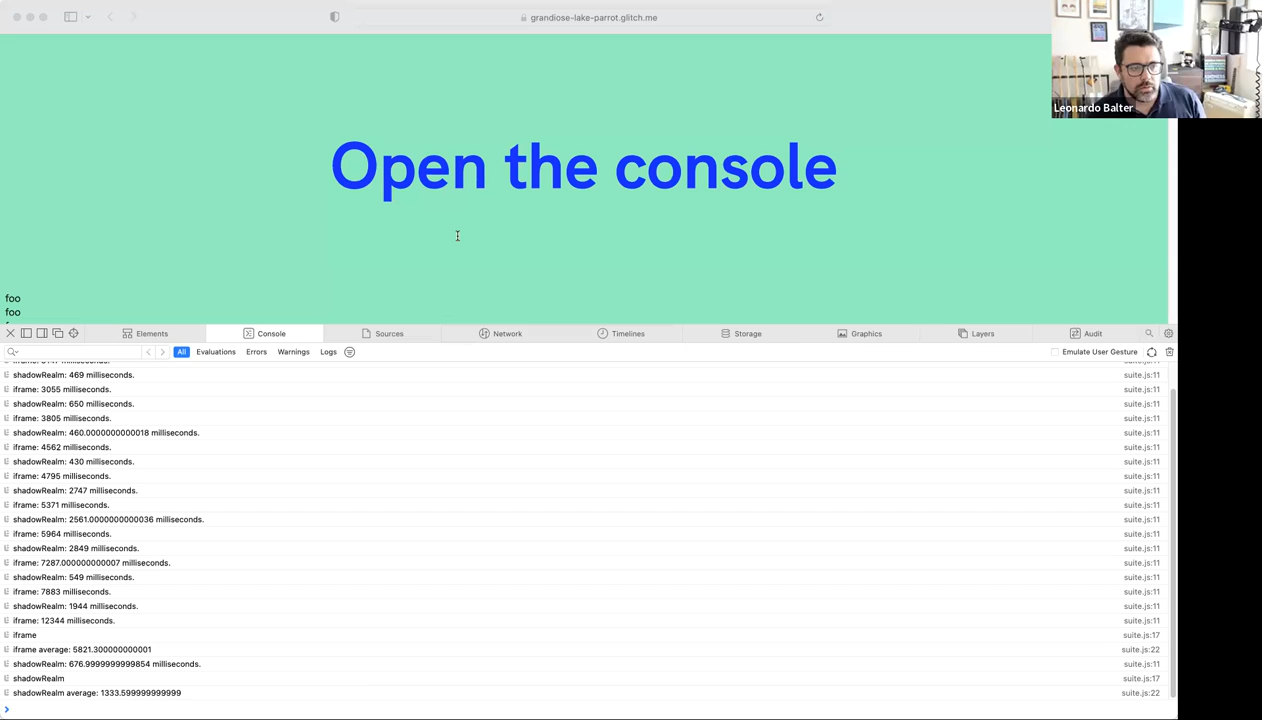 grandiose-lake-parrot.glitch.me
Leonardo Balter
Open the console
foo
foo
Elements Console Sources Network Timelines Storage Graphics Layers Audit
All Evaluations Errors Warnings Logs Emulate User Gesture
shadowRealm: 469 milliseconds. suite.js:11
iframe: 3055 milliseconds. suite.js:11
shadowRealm: 650 milliseconds. suite.js:11
iframe: 3805 milliseconds. suite.js:11
shadowRealm: 460.0000000000018 milliseconds. suite.js:11
iframe: 4562 milliseconds. suite.js:11
shadowRealm: 430 milliseconds. suite.js:11
iframe: 4795 milliseconds. suite.js:11
shadowRealm: 2747 milliseconds. suite.js:11
iframe: 5371 milliseconds. suite.js:11
shadowRealm: 2561.0000000000036 milliseconds. suite.js:11
iframe: 5964 milliseconds. suite.js:11
shadowRealm: 2849 milliseconds. suite.js:11
iframe: 7287.000000000007 milliseconds. suite.js:11
shadowRealm: 549 milliseconds. suite.js:11
iframe: 7883 milliseconds. suite.js:11
shadowRealm: 1944 milliseconds. suite.js:11
iframe: 12344 milliseconds. suite.js:11
iframe suite.js:17
iframe average: 5821.300000000001 suite.js:22
shadowRealm: 676.9999999999854 milliseconds. suite.js:11
shadowRealm suite.js:17
shadowRealm average: 1333.599999999999 suite.js:22